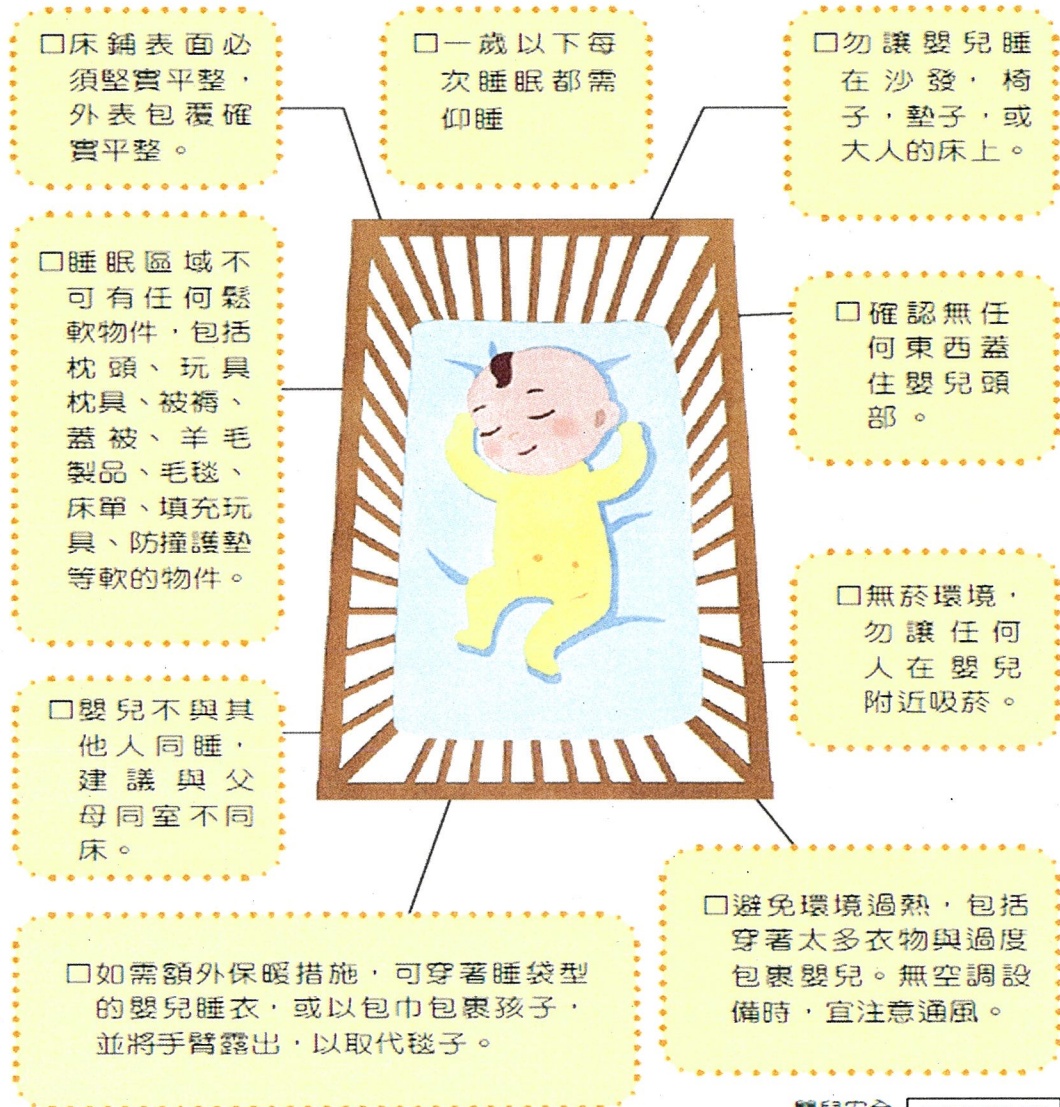 □床鋪表面必
須堅實平整，
外表包覆確
實平整。
□一歲以下每
次睡眠都需
仰睡
□勿讓嬰兒睡
在沙發，椅
子，墊子，或
大人的床上。
□睡眠區域不
可有任何鬆
軟物件，包括
枕頭、玩具
枕具、被褥、
蓋被、羊毛
製品、毛毯、
床單、填充玩
具、防撞護墊
等軟的物件。
□確認無任
何東西蓋
住嬰兒頭
部。
□無菸環境，
勿讓任何
人在嬰兒
附近吸菸。
□嬰兒不與其
他人同睡，
建議與父
母同室不同
床。
□如需額外保暖措施，可穿著睡袋型
的嬰兒睡衣，或以包巾包裹孩子，
並將手臂露出，以取代毯子。
□避免環境過熱，包括
穿著太多衣物與過度
包裹嬰兒。無空調設
備時，宜注意通風。